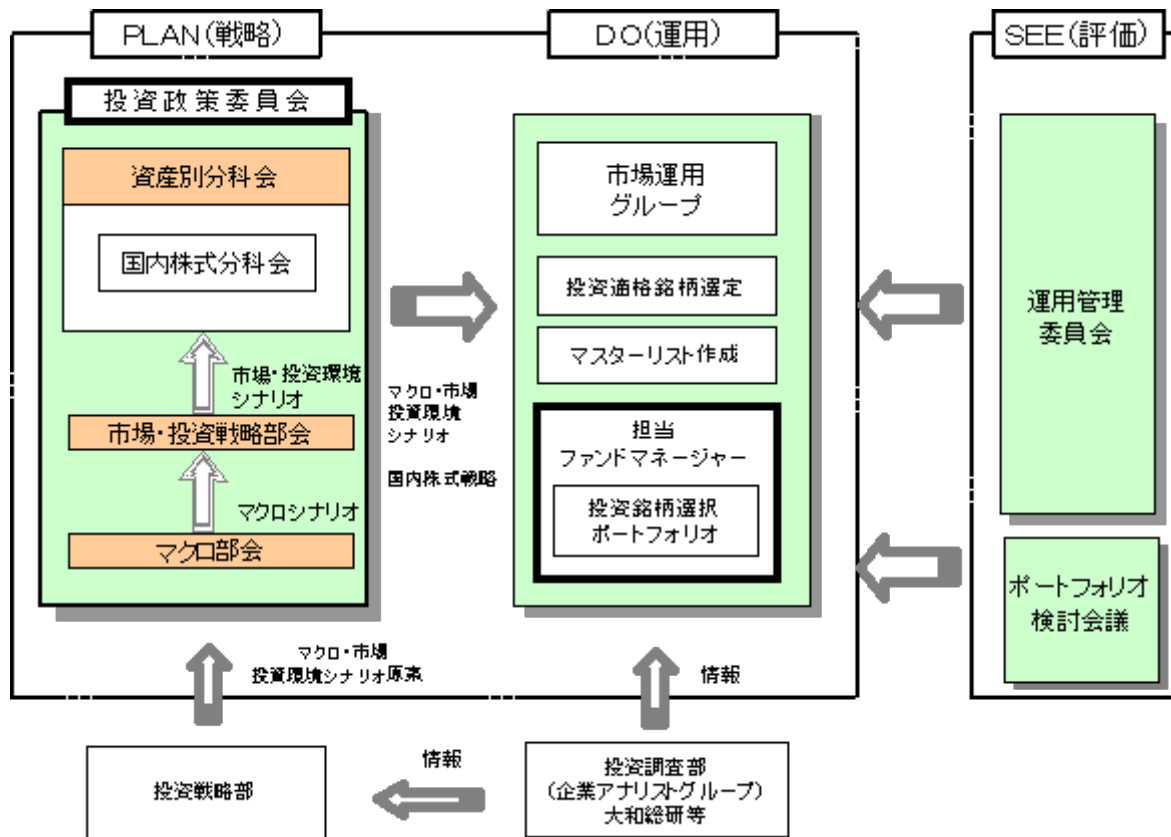 PLAN(戦略)
投資政策委員会
資産別分科会
国内株式分科会
市場・投資環境
シナリオ
市場・投資戦略部会
マクロシナリオ
マクロ部会
マクロ・市場
投資環境
シナリオ
国内株式戦略
DO(運用)
市場運用
グループ
投資適格銘柄選定
マスターリスト作成
担当
ファンドマネージャー
投資銘柄選択
ポートフォリオ
SEE(評価)
運用管理
委員会
ポートフォリオ
検討会議
マクロ・市場
投資環境シナリオ原案
情報
投資戦略部
情報
投資調査部
(企業アナリストグループ)
大和総研等